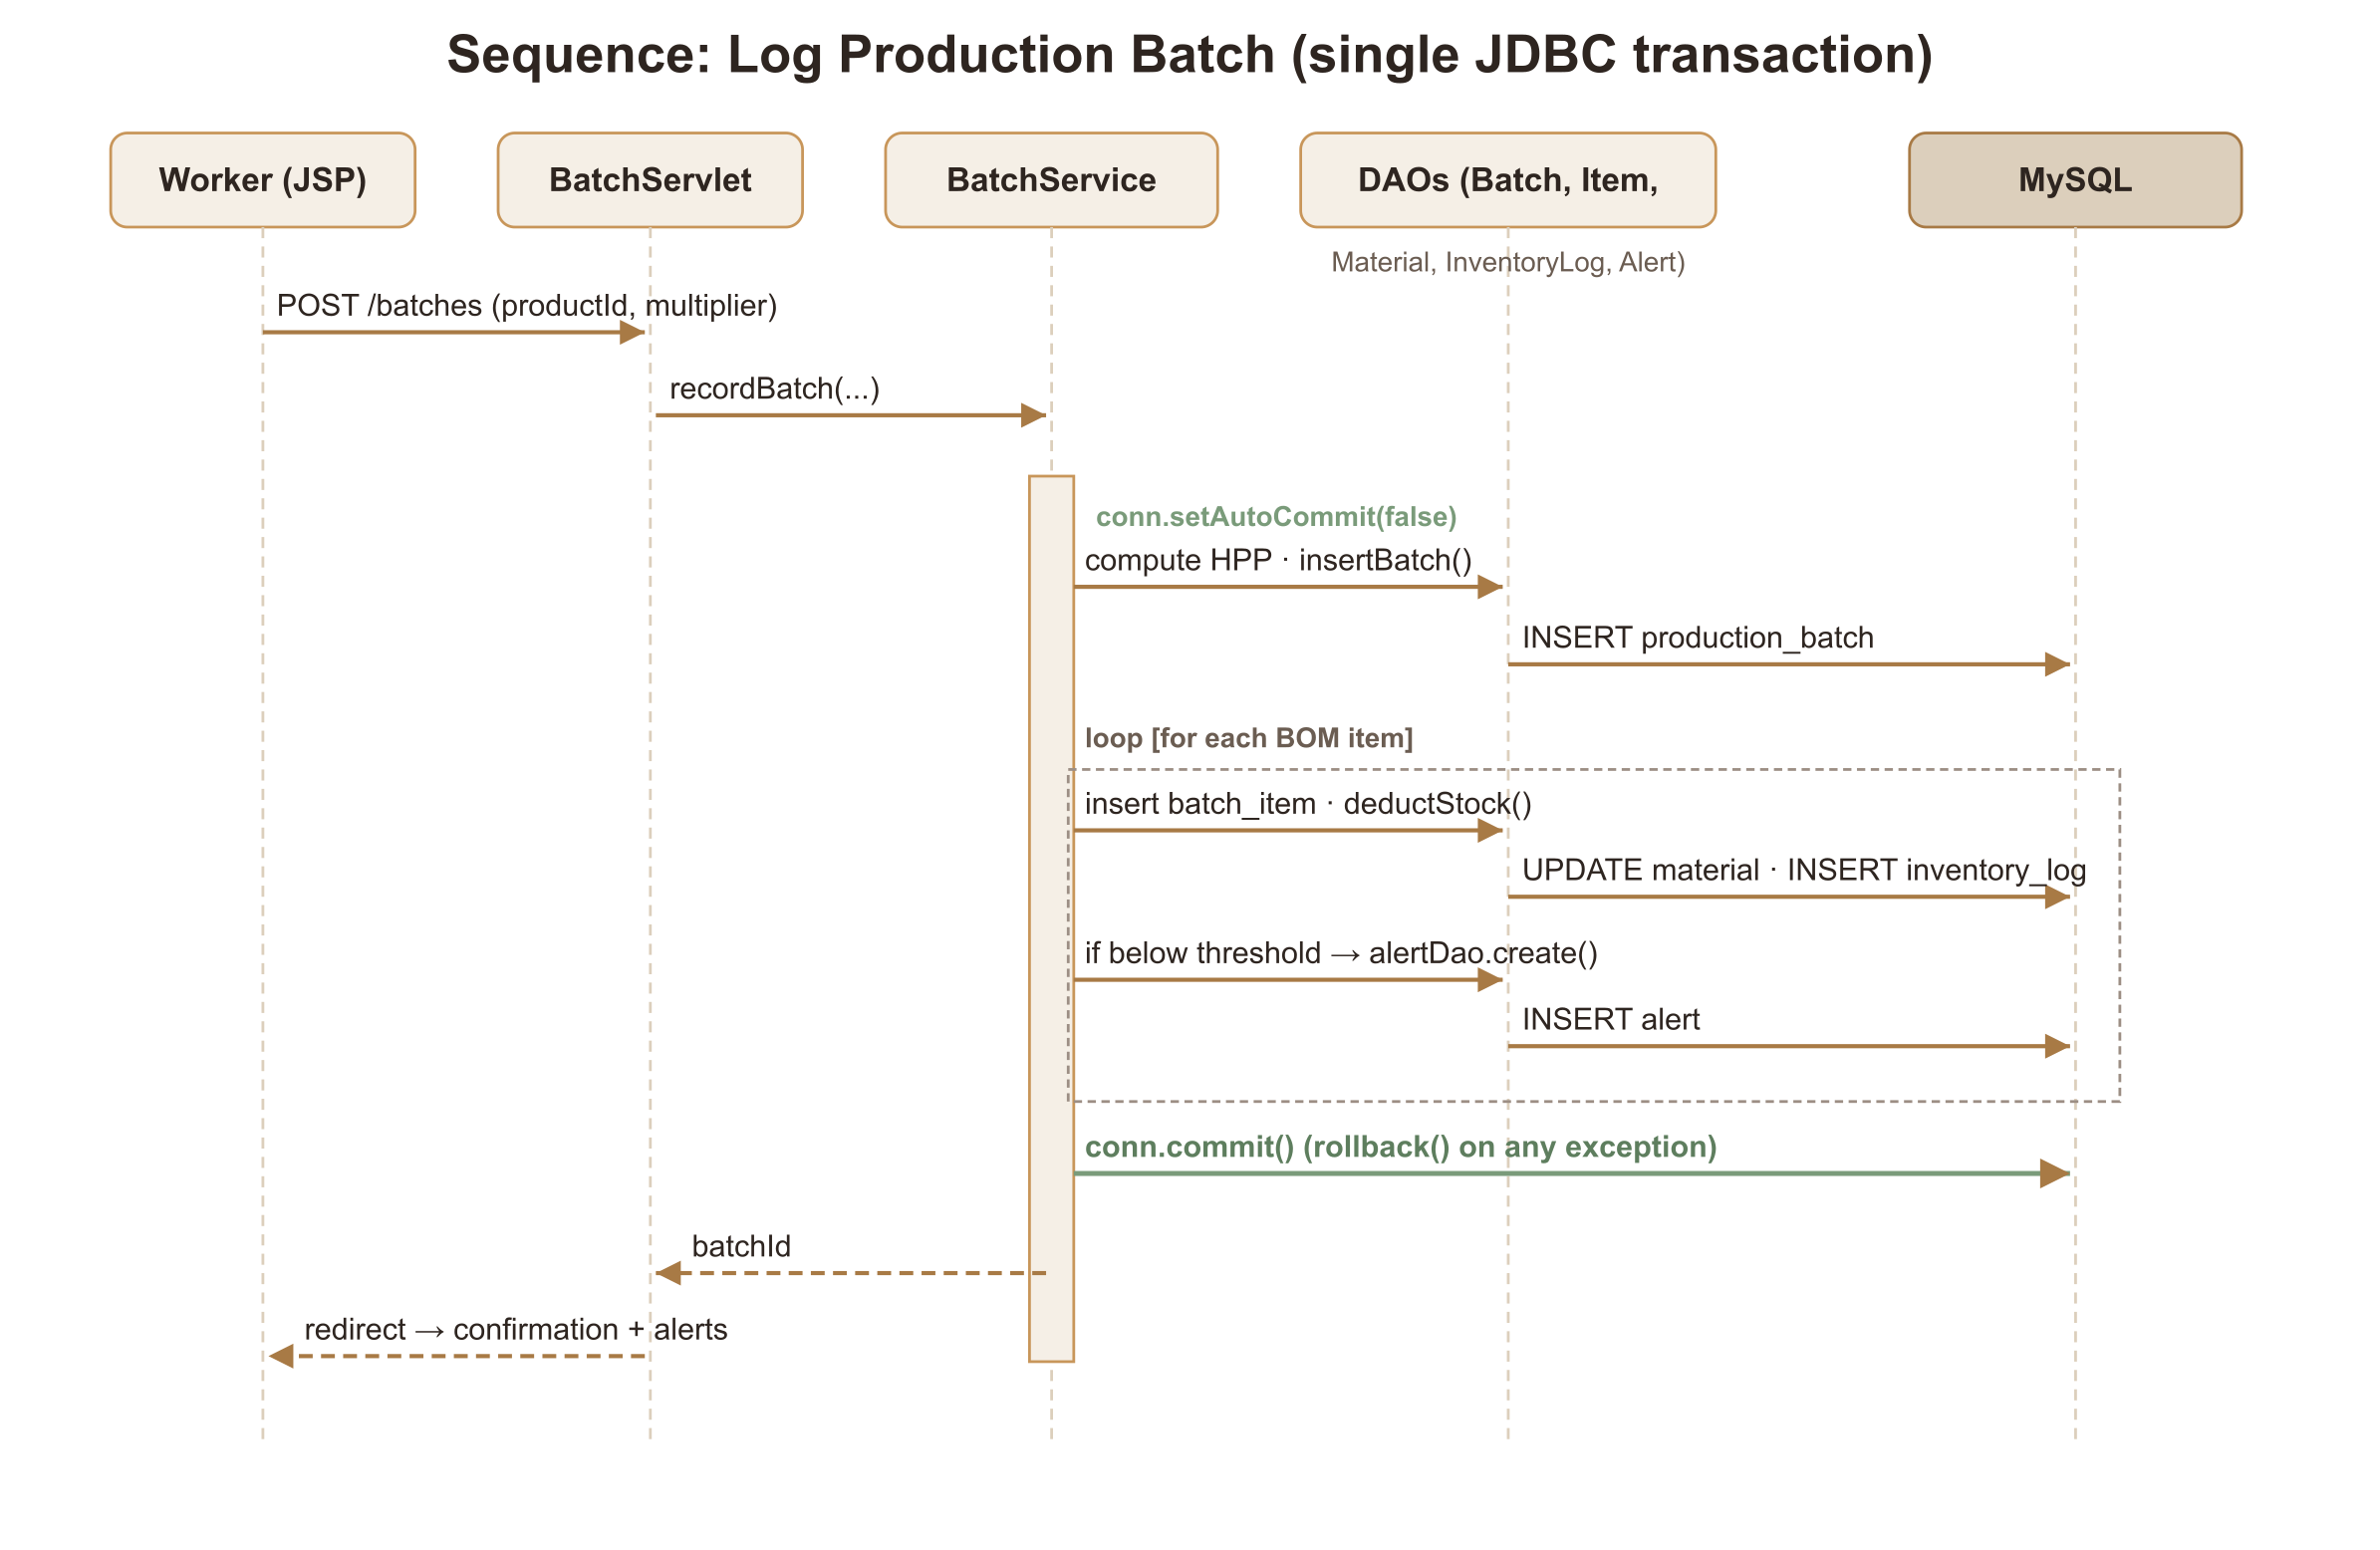 Sequence: Log Production Batch (single JDBC transaction)
Worker (JSP)
BatchServlet
BatchService
DAOs (Batch, Item,
MySQL
Material, InventoryLog, Alert)
POST /batches (productId, multiplier)
recordBatch(...)
conn.setAutoCommit(false)
compute HPP · insertBatch()
INSERT production_batch
loop [for each BOM item]
insert batch_item · deductStock()
UPDATE material · INSERT inventory_log
if below threshold → alertDao.create()
INSERT alert
conn.commit() (rollback() on any exception)
batchId
redirect → confirmation + alerts